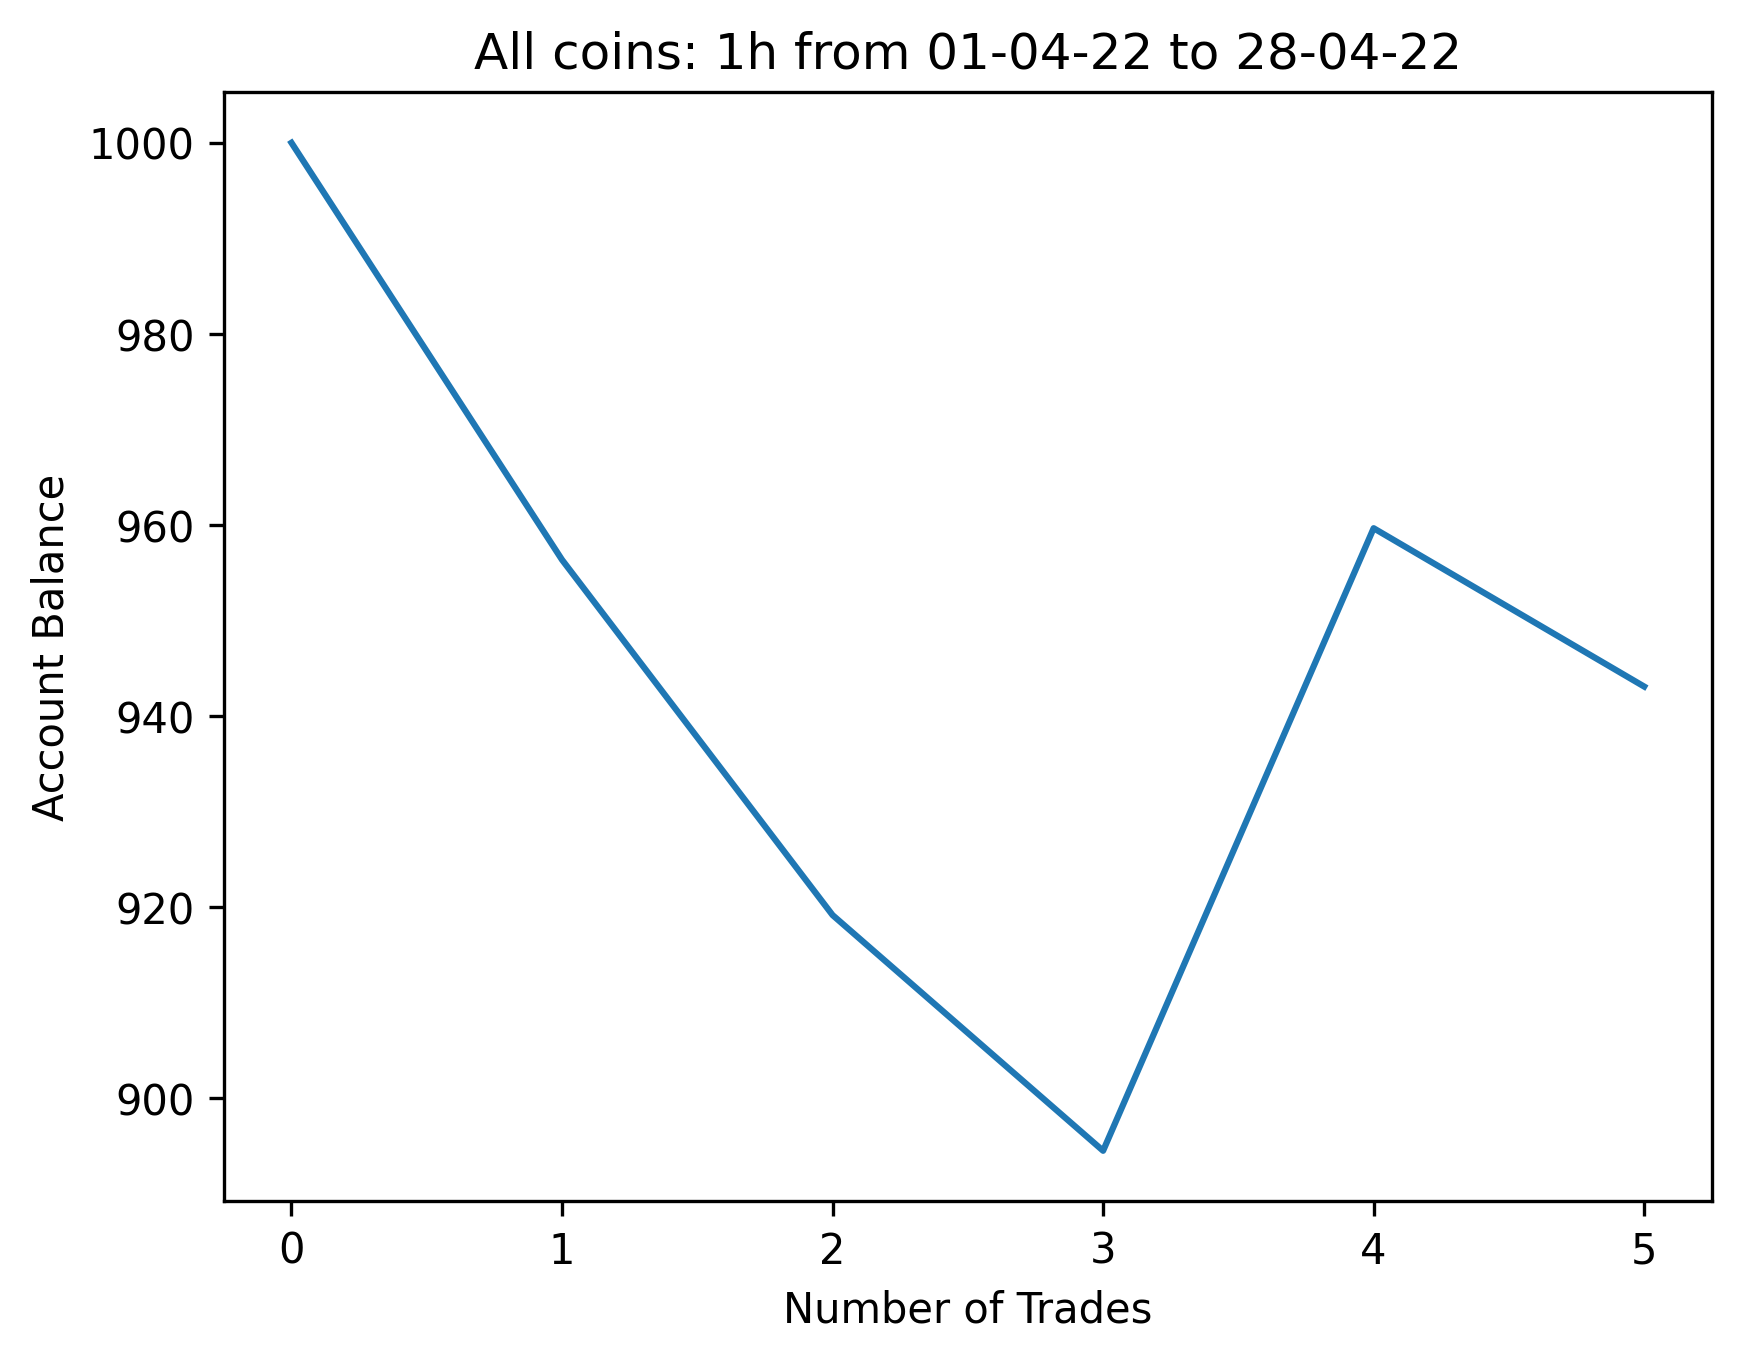 All coins: 1h from 01-04-22 to 28-04-22
1000
980
960
940
920
900
Account Balance
0 1 2 3 4 5
Number of Trades